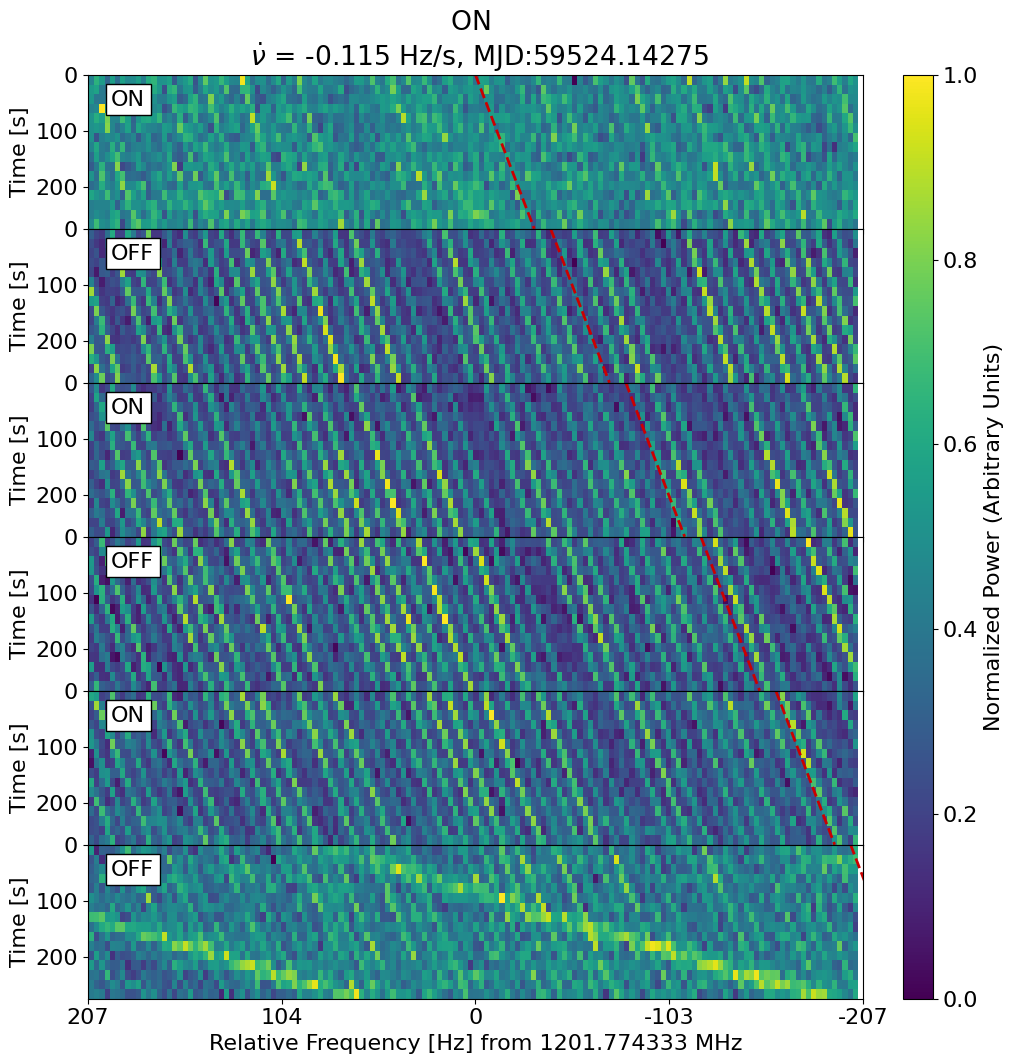 ON
ν̇ = -0.115 Hz/s, MJD:59524.14275
0
100
200
Time [s]
ON
0
100
200
Time [s]
OFF
0
100
200
Time [s]
ON
0
100
200
Time [s]
OFF
0
100
200
Time [s]
ON
0
100
200
Time [s]
OFF
207 104 0 -103 -207
Relative Frequency [Hz] from 1201.774333 MHz
1.0
0.8
0.6
0.4
0.2
0.0
Normalized Power (Arbitrary Units)